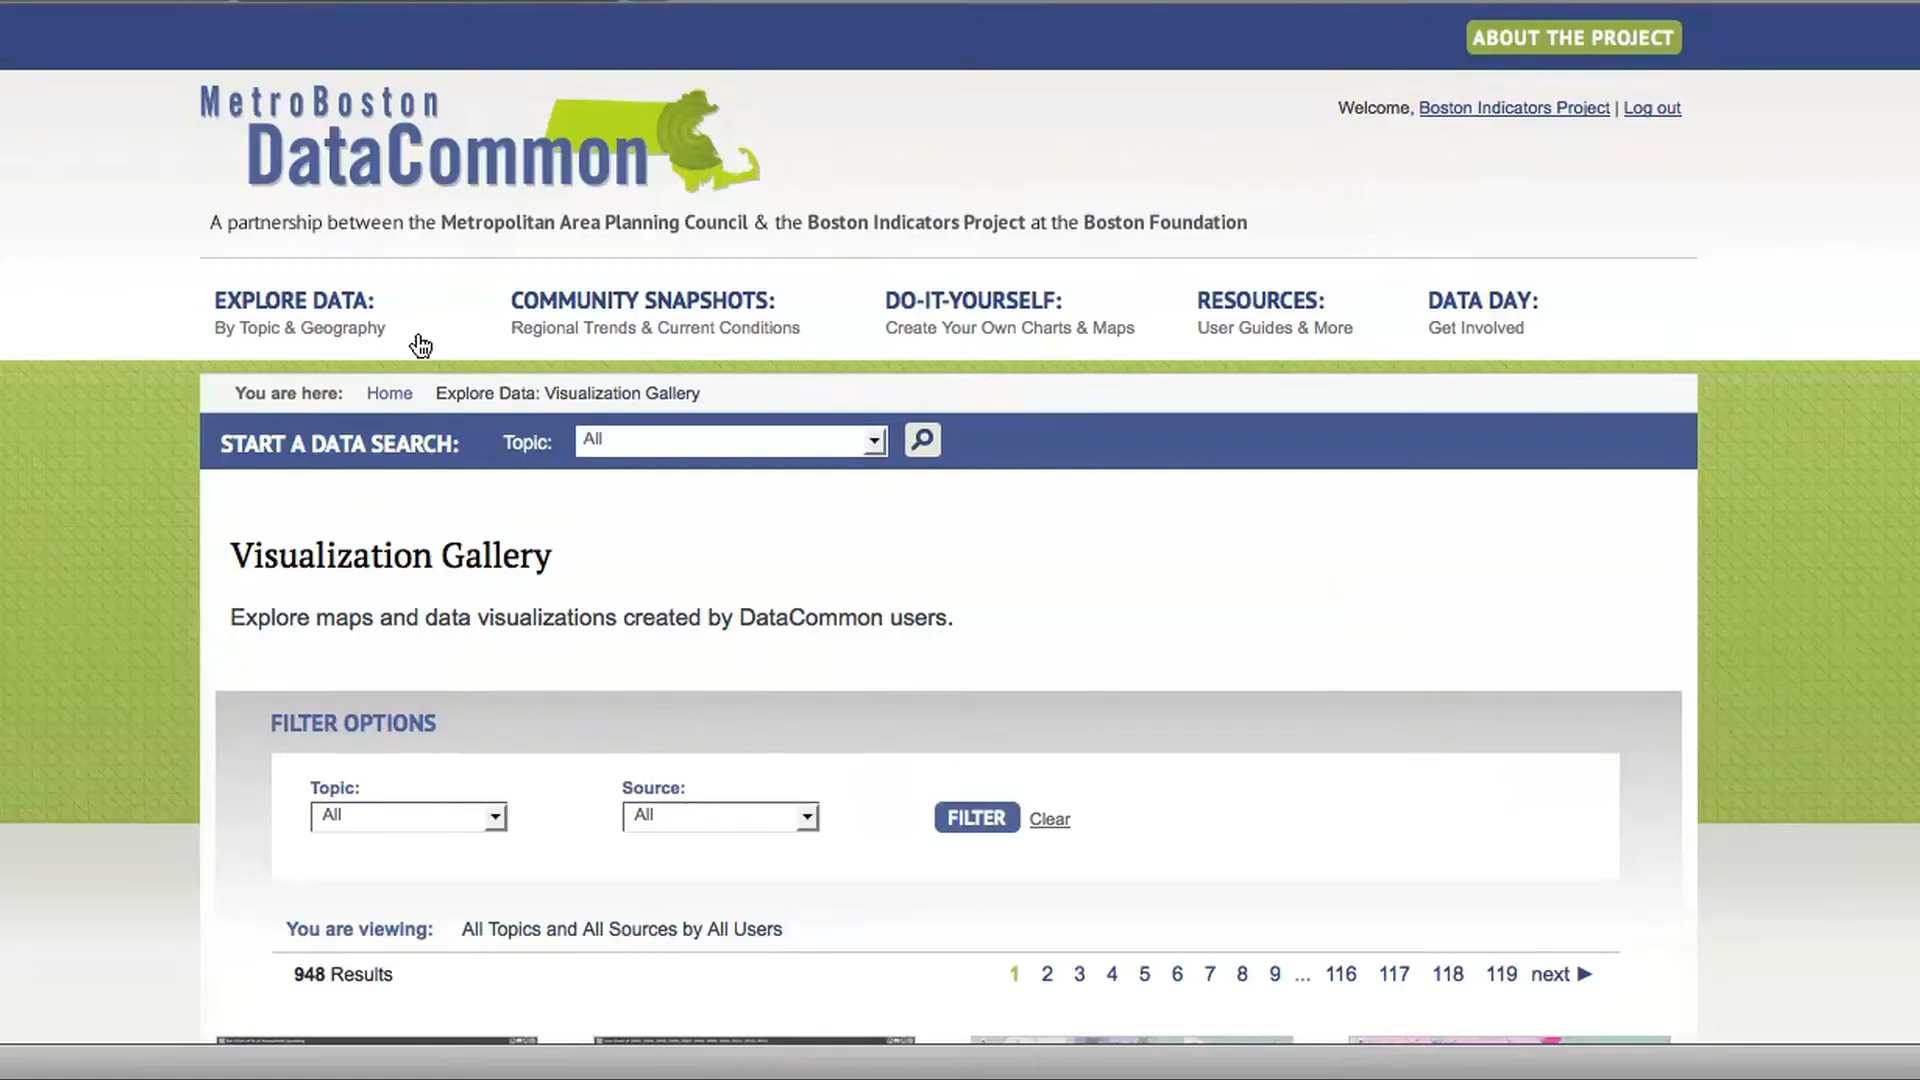 ABOUT THE PROJECT
MetroBoston
DataCommon
Welcome, Boston Indicators Project | Log out
A partnership between the Metropolitan Area Planning Council & the Boston Indicators Project at the Boston Foundation
EXPLORE DATA: COMMUNITY SNAPSHOTS: DO-IT-YOURSELF: RESOURCES: DATA DAY:
By Topic & Geography Regional Trends & Current Conditions Create Your Own Charts & Maps User Guides & More Get Involved
You are here: Home Explore Data: Visualization Gallery
START A DATA SEARCH: Topic: All
Visualization Gallery
Explore maps and data visualizations created by DataCommon users.
FILTER OPTIONS
Topic: Source:
All All FILTER Clear
You are viewing: All Topics and All Sources by All Users
948 Results 1 2 3 4 5 6 7 8 9 ... 116 117 118 119 next ►